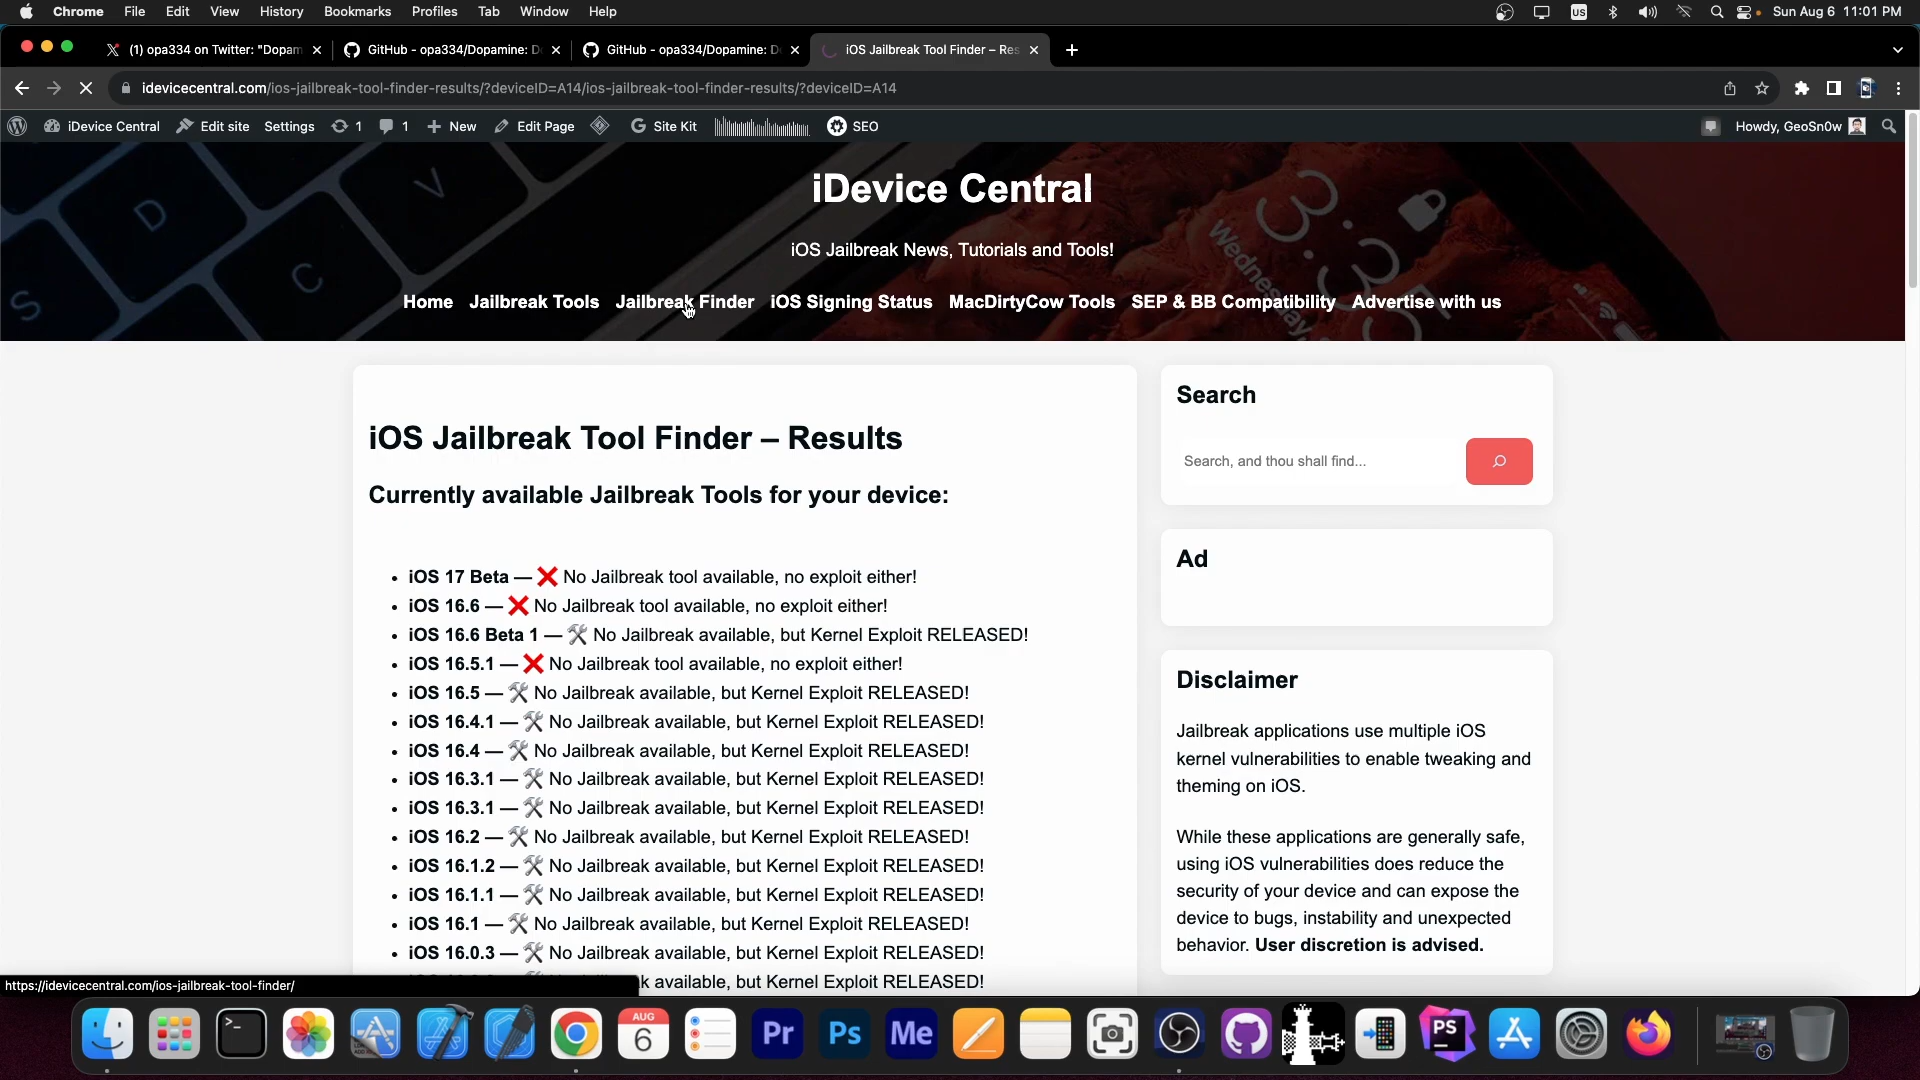 Chrome File Edit View History Bookmarks Profiles Tab Window Help
US
Sun Aug 6 11:01 PM
(1) opa334 on Twitter: "Dopam
GitHub - opa334/Dopamine: D
GitHub - opa334/Dopamine: D
iOS Jailbreak Tool Finder – Res
idevicecentral.com/ios-jailbreak-tool-finder-results/?deviceID=A14/ios-jailbreak-tool-finder-results/?deviceID=A14
iDevice Central Edit site Settings 1 1 New Edit Page Site Kit SEO
Howdy, GeoSn0w
iDevice Central
iOS Jailbreak News, Tutorials and Tools!
Home Jailbreak Tools Jailbreak Finder iOS Signing Status MacDirtyCow Tools SEP & BB Compatibility Advertise with us
iOS Jailbreak Tool Finder – Results
Currently available Jailbreak Tools for your device:
• iOS 17 Beta — ❌ No Jailbreak tool available, no exploit either!
• iOS 16.6 — ❌ No Jailbreak tool available, no exploit either!
• iOS 16.6 Beta 1 — 🛠 No Jailbreak available, but Kernel Exploit RELEASED!
• iOS 16.5.1 — ❌ No Jailbreak tool available, no exploit either!
• iOS 16.5 — 🛠 No Jailbreak available, but Kernel Exploit RELEASED!
• iOS 16.4.1 — 🛠 No Jailbreak available, but Kernel Exploit RELEASED!
• iOS 16.4 — 🛠 No Jailbreak available, but Kernel Exploit RELEASED!
• iOS 16.3.1 — 🛠 No Jailbreak available, but Kernel Exploit RELEASED!
• iOS 16.3.1 — 🛠 No Jailbreak available, but Kernel Exploit RELEASED!
• iOS 16.2 — 🛠 No Jailbreak available, but Kernel Exploit RELEASED!
• iOS 16.1.2 — 🛠 No Jailbreak available, but Kernel Exploit RELEASED!
• iOS 16.1.1 — 🛠 No Jailbreak available, but Kernel Exploit RELEASED!
• iOS 16.1 — 🛠 No Jailbreak available, but Kernel Exploit RELEASED!
• iOS 16.0.3 — 🛠 No Jailbreak available, but Kernel Exploit RELEASED!
k available, but Kernel Exploit RELEASED!
Search
Search, and thou shall find...
Ad
Disclaimer
Jailbreak applications use multiple iOS
kernel vulnerabilities to enable tweaking and
theming on iOS.
While these applications are generally safe,
using iOS vulnerabilities does reduce the
security of your device and can expose the
device to bugs, instability and unexpected
behavior. User discretion is advised.
https://idevicecentral.com/ios-jailbreak-tool-finder/
AUG
6
Pr
Ps
Me
PS